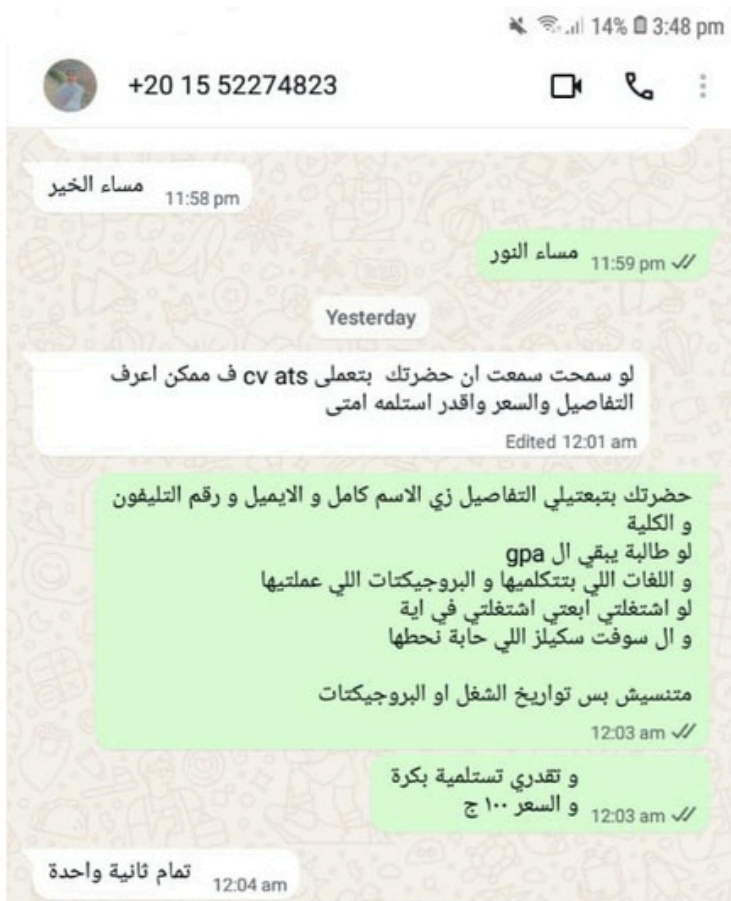 14% 3:48 pm
+20 15 52274823
مساء الخير
11:58 pm
مساء النور
11:59 pm
Yesterday
لو سمحت سمعت ان حضرتك بتعملى cv ats ف ممكن اعرف
التفاصيل والسعر واقدر استلمه امتى
Edited 12:01 am
حضرتك بتبعتيلي التفاصيل زي الاسم كامل و الايميل و رقم التليفون
و الكلية
لو طالبة يبقي ال gpa
و اللغات اللي بتتكلميها و البروجيكتات اللي عملتيها
لو اشتغلتي ابعتي اشتغلتي في اية
و ال سوفت سكيلز اللي حابة نحطها
متنسيش بس تواريخ الشغل او البروجيكتات
12:03 am
و تقدري تستلمية بكرة
و السعر ١٠٠ ج
12:03 am
تمام ثانية واحدة
12:04 am